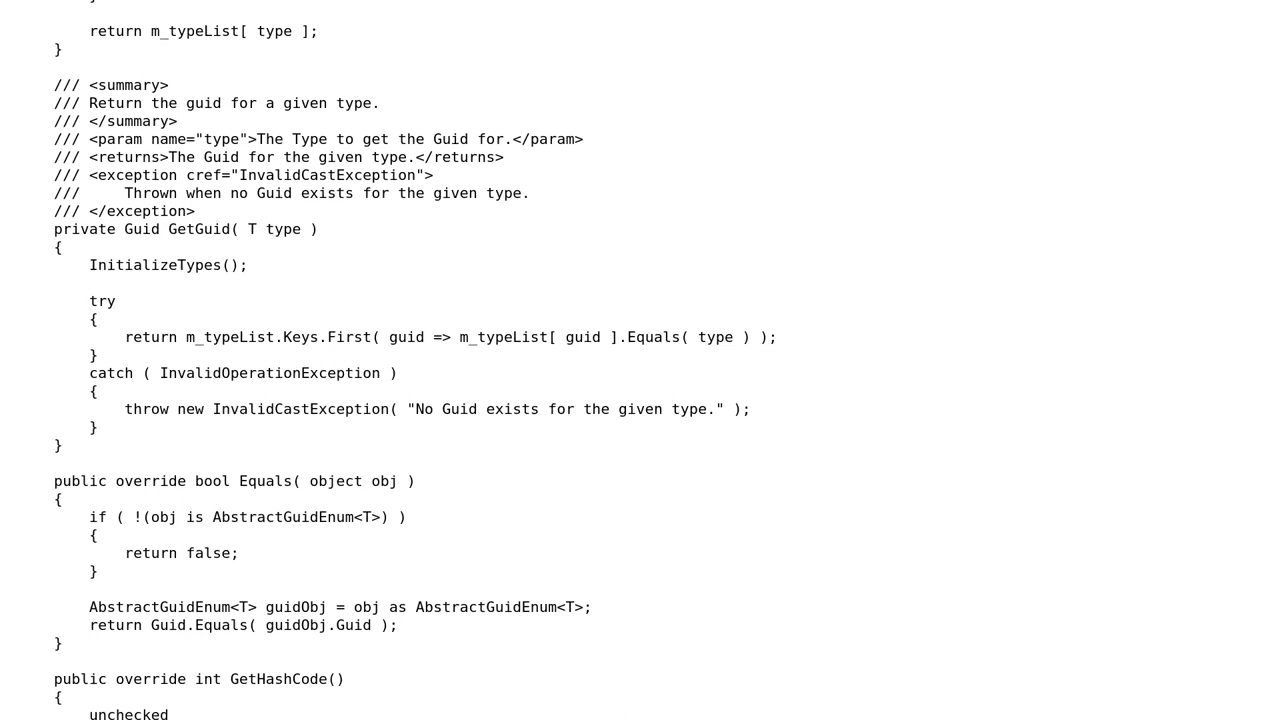 return m_typeList[ type ];
}
/// <summary>
/// Return the guid for a given type.
/// </summary>
/// <param name="type">The Type to get the Guid for.</param>
/// <returns>The Guid for the given type.</returns>
/// <exception cref="InvalidCastException">
///     Thrown when no Guid exists for the given type.
/// </exception>
private Guid GetGuid( T type )
{
    InitializeTypes();
    try
    {
        return m_typeList.Keys.First( guid => m_typeList[ guid ].Equals( type ) );
    }
    catch ( InvalidOperationException )
    {
        throw new InvalidCastException( "No Guid exists for the given type." );
    }
}
public override bool Equals( object obj )
{
    if ( !(obj is AbstractGuidEnum<T>) )
    {
        return false;
    }
    AbstractGuidEnum<T> guidObj = obj as AbstractGuidEnum<T>;
    return Guid.Equals( guidObj.Guid );
}
public override int GetHashCode()
{
    unchecked